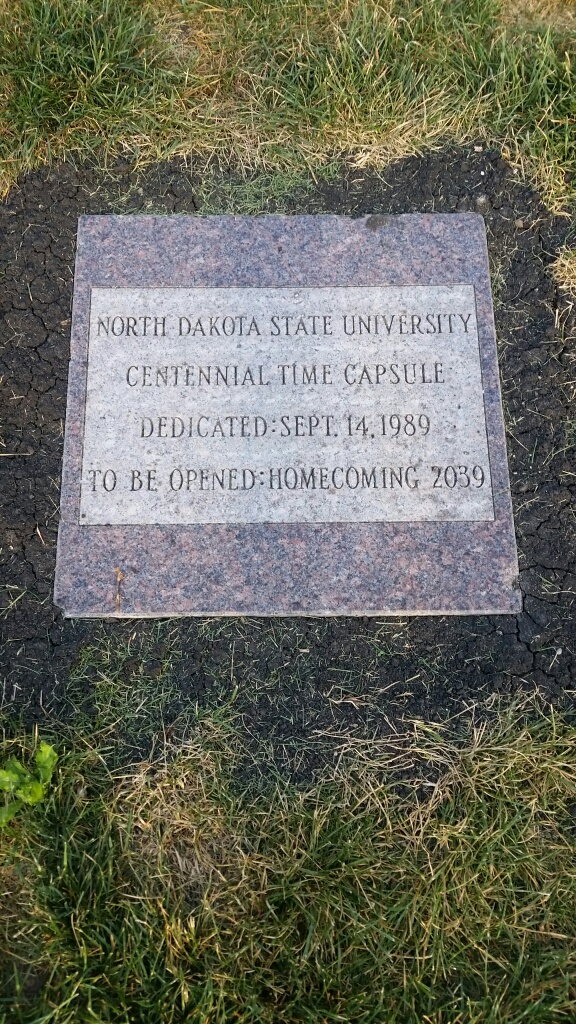 NORTH DAKOTA STATE UNIVERSITY
CENTENNIAL TIME CAPSULE
DEDICATED:SEPT. 14, 1989
TO BE OPENED:HOMECOMING 2039